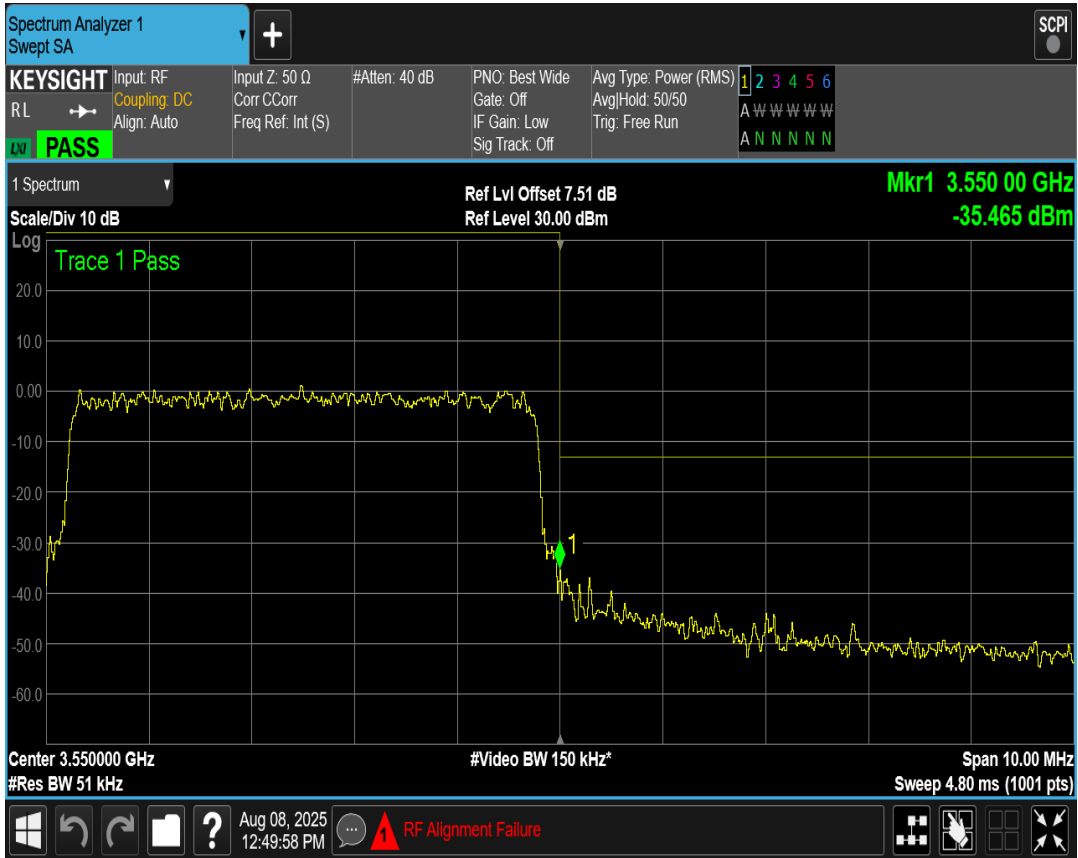 Spectrum Analyzer 1
Swept SA
+
SCPI
KEYSIGHT
R L
LXI PASS
Input: RF
Coupling: DC
Align: Auto
Input Z: 50 Ω
Corr CCorr
Freq Ref: Int (S)
#Atten: 40 dB
PNO: Best Wide
Gate: Off
IF Gain: Low
Sig Track: Off
Avg Type: Power (RMS)
Avg|Hold: 50/50
Trig: Free Run
1 2 3 4 5 6
A W W W W W
A N N N N N
1 Spectrum
Scale/Div 10 dB
Ref Lvl Offset 7.51 dB
Ref Level 30.00 dBm
Mkr1 3.550 00 GHz
-35.465 dBm
Log
Trace 1 Pass
20.0
10.0
0.00
-10.0
-20.0
-30.0
1
-40.0
-50.0
-60.0
Center 3.550000 GHz
#Video BW 150 kHz*
Span 10.00 MHz
#Res BW 51 kHz
Sweep 4.80 ms (1001 pts)
?
Aug 08, 2025
12:49:58 PM
1
RF Alignment Failure